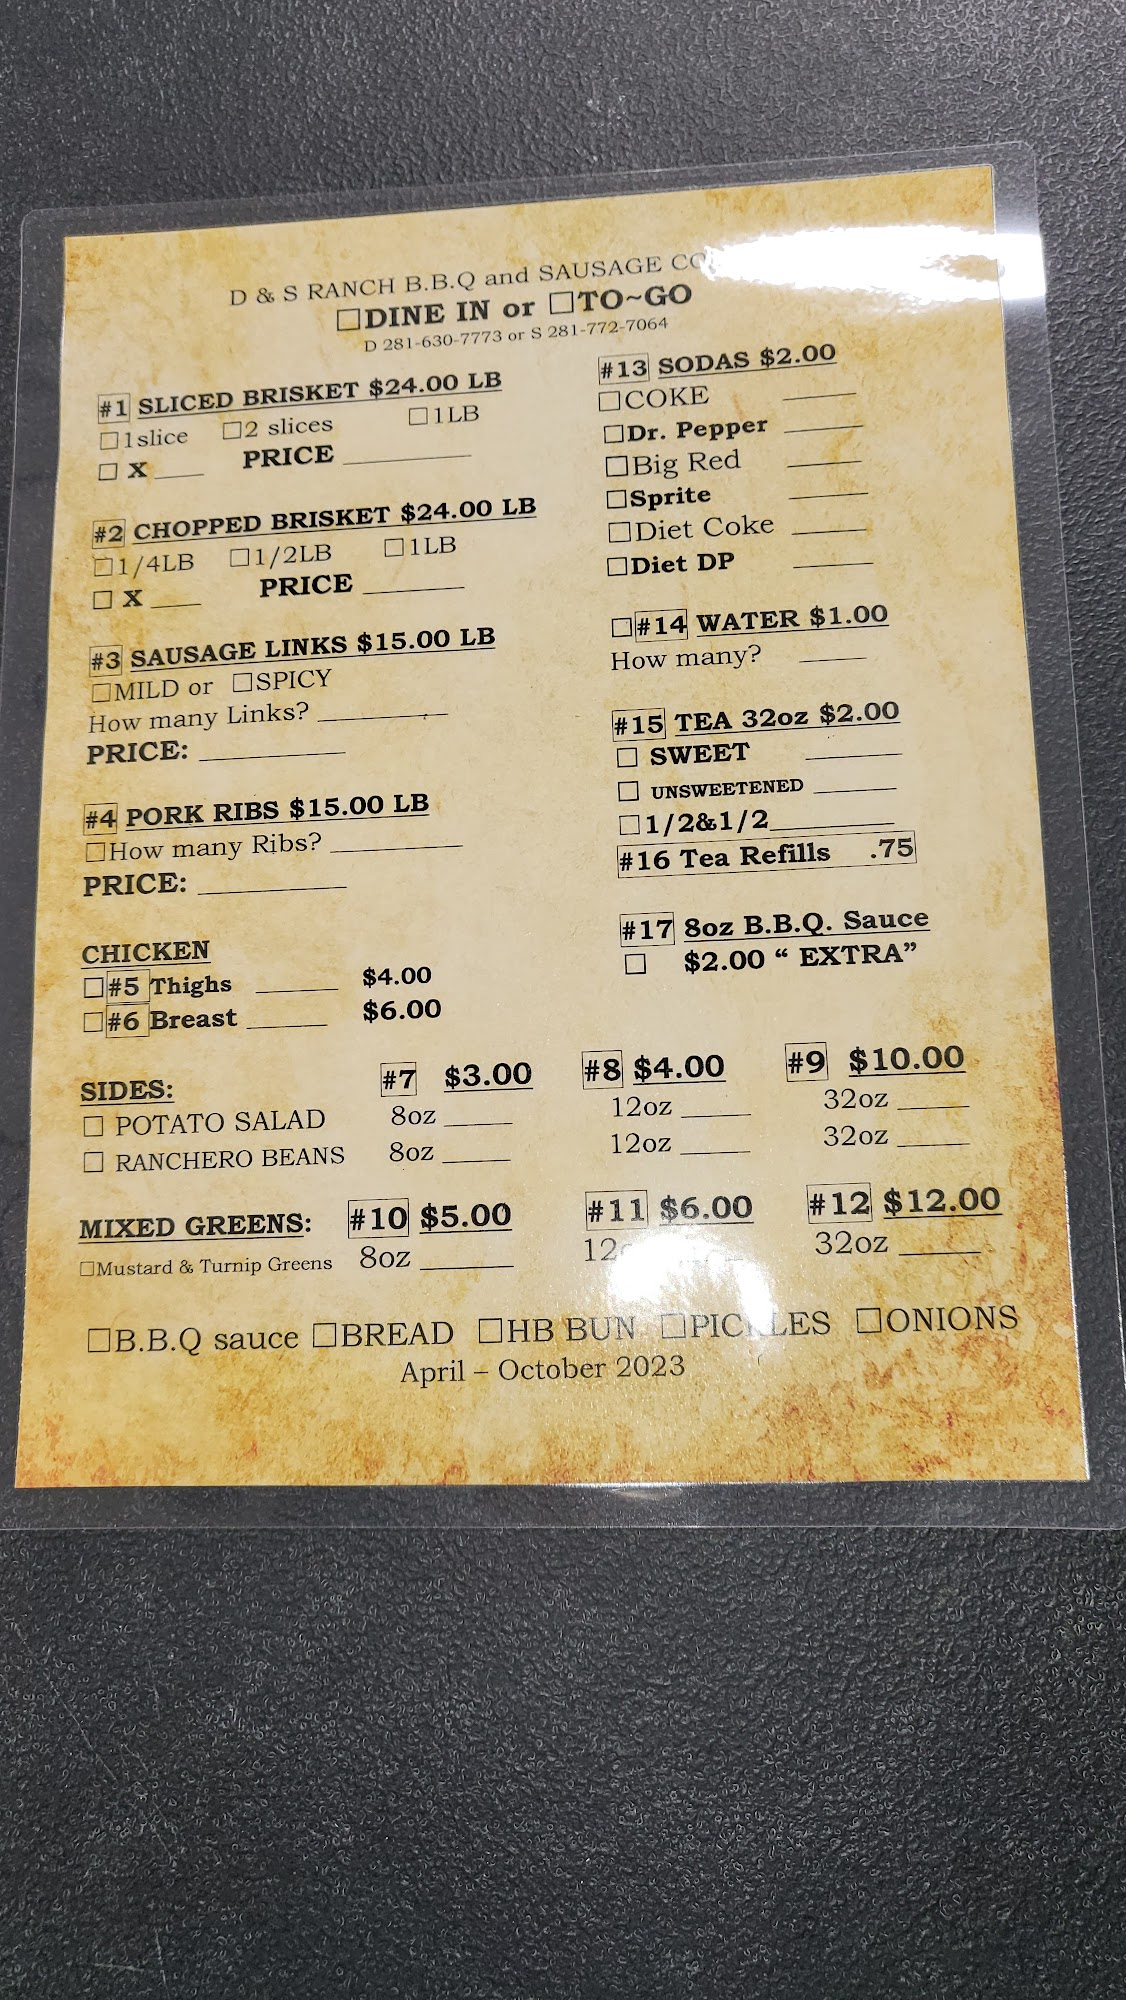 D & S RANCH B.B.Q and SAUSAGE
☐DINE IN or ☐TO~GO
D 281-630-7773 or S 281-772-7064
#1 SLICED BRISKET $24.00 LB
☐1slice ☐2 slices ☐1LB
☐ X ____ PRICE ________
#2 CHOPPED BRISKET $24.00 LB
☐1/4LB ☐1/2LB ☐1LB
☐ X ____ PRICE ________
#3 SAUSAGE LINKS $15.00 LB
☐MILD or ☐SPICY
How many Links? ________
PRICE: ________
#4 PORK RIBS $15.00 LB
☐How many Ribs? ________
PRICE: ________
CHICKEN
☐#5 Thighs ______ $4.00
☐#6 Breast ______ $6.00
#13 SODAS $2.00
☐COKE ______
☐Dr. Pepper ______
☐Big Red ______
☐Sprite ______
☐Diet Coke ______
☐Diet DP ______
☐#14 WATER $1.00
How many? ______
#15 TEA 32oz $2.00
☐ SWEET ______
☐ UNSWEETENED ______
☐1/2&1/2________
#16 Tea Refills .75
#17 8oz B.B.Q. Sauce
☐ $2.00 “ EXTRA”
SIDES: #7 $3.00 #8 $4.00 #9 $10.00
☐ POTATO SALAD 8oz _____ 12oz _____ 32oz _____
☐ RANCHERO BEANS 8oz _____ 12oz _____ 32oz _____
MIXED GREENS: #10 $5.00 #11 $6.00 #12 $12.00
☐Mustard & Turnip Greens 8oz ______ 32oz ______
☐B.B.Q sauce ☐BREAD ☐HB BUN ☐PICKLES ☐ONIONS
April – October 2023